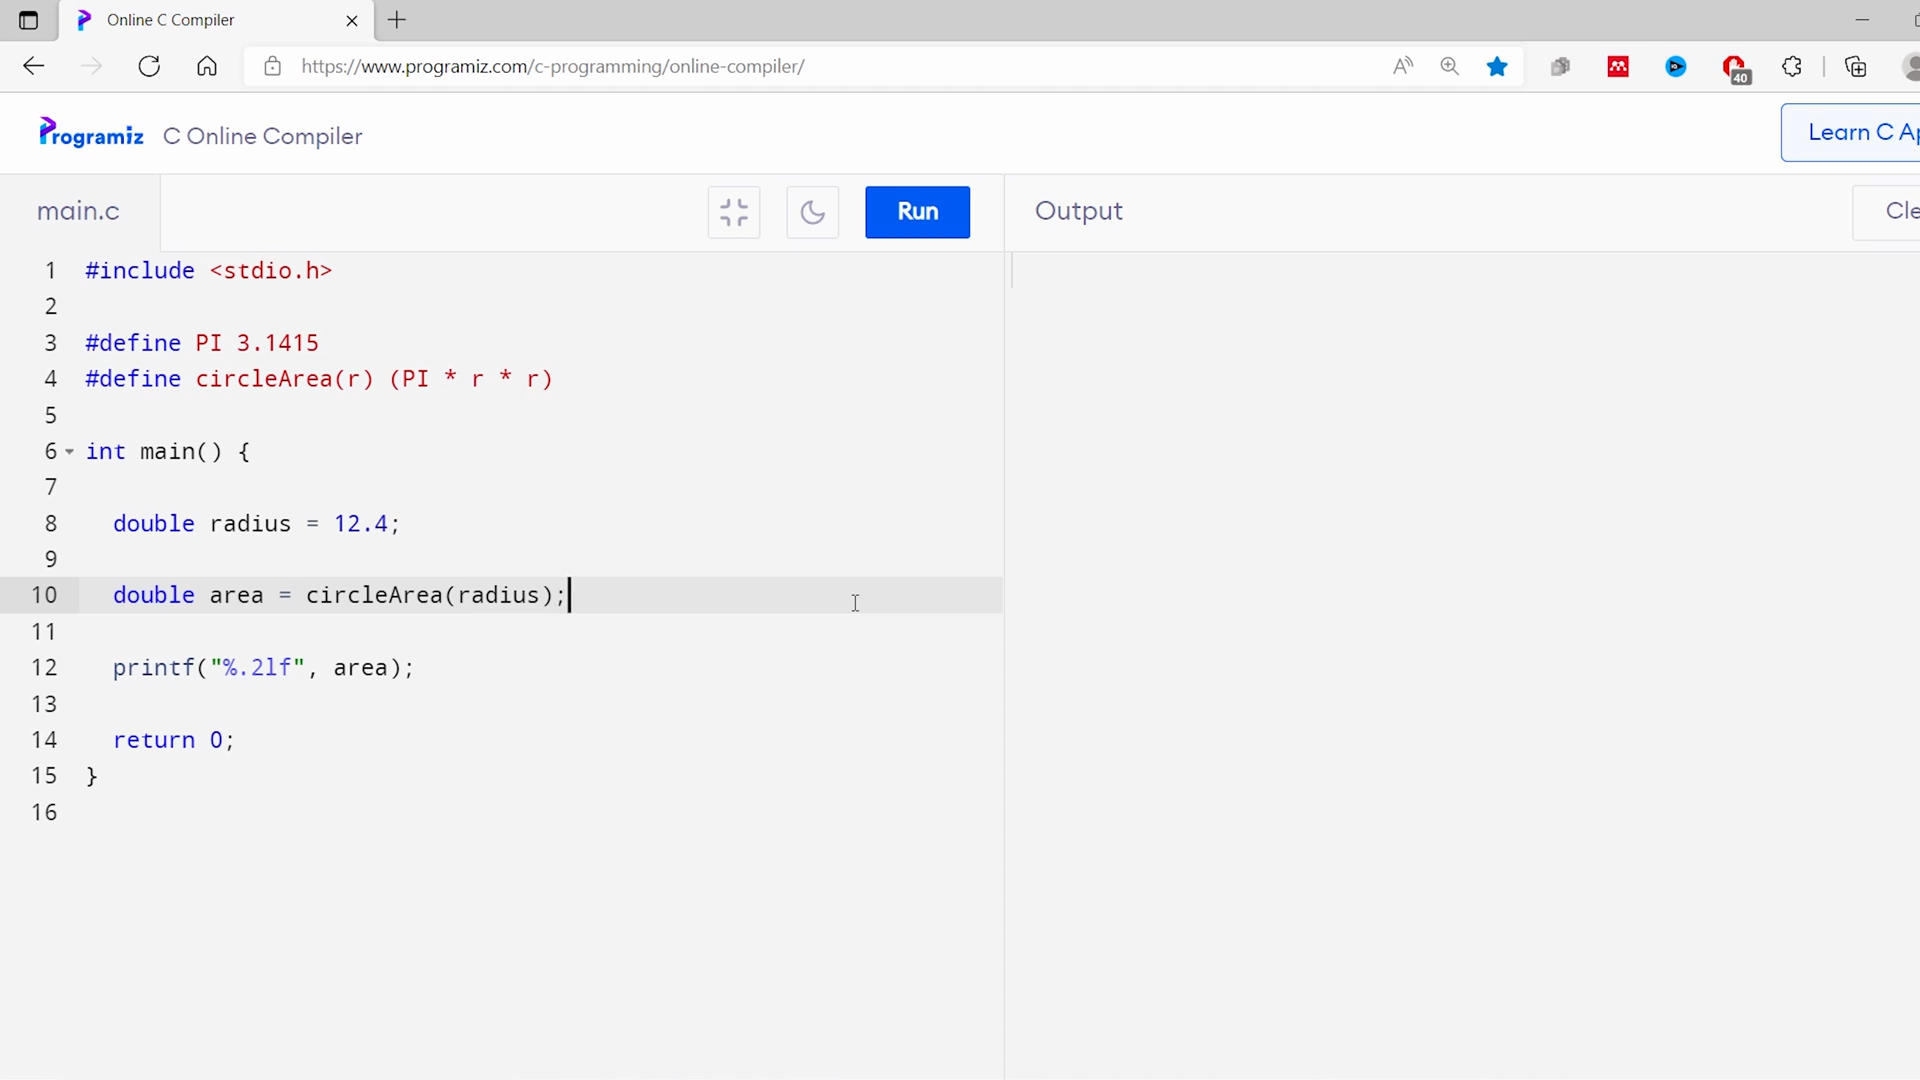 Online C Compiler
https://www.programiz.com/c-programming/online-compiler/
40
Programiz C Online Compiler
Learn C Ap
main.c
Run
Output
Cle
1 #include <stdio.h>
2
3 #define PI 3.1415
4 #define circleArea(r) (PI * r * r)
5
6 int main() {
7
8 double radius = 12.4;
9
10 double area = circleArea(radius);
11
12 printf("%.2lf", area);
13
14 return 0;
15 }
16